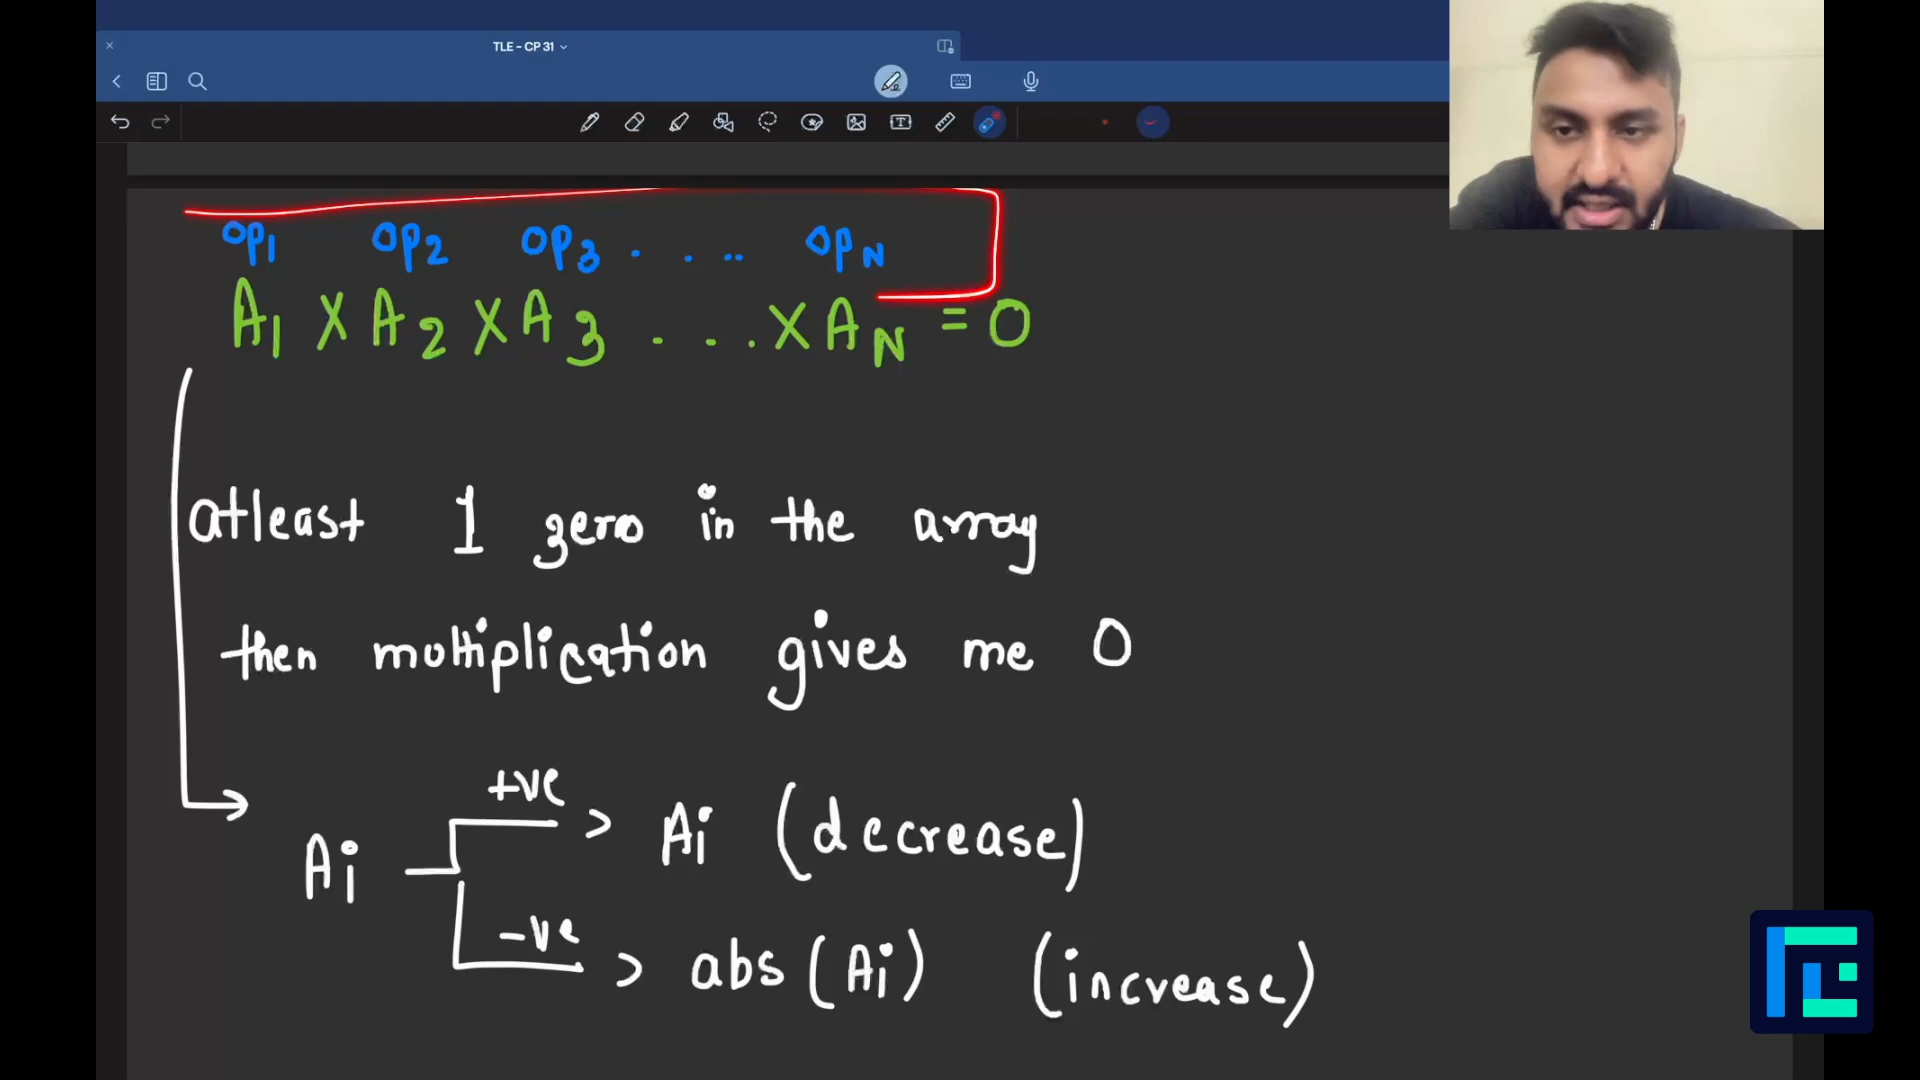 TLE - CP 31
op1 op2 op3 . . .. opN
A1 X A2 X A3 . . . X AN = 0
atleast 1 zero in the array
then multiplication gives me 0
+ve > Ai (decrease)
Ai
-ve > abs (Ai) (increase)